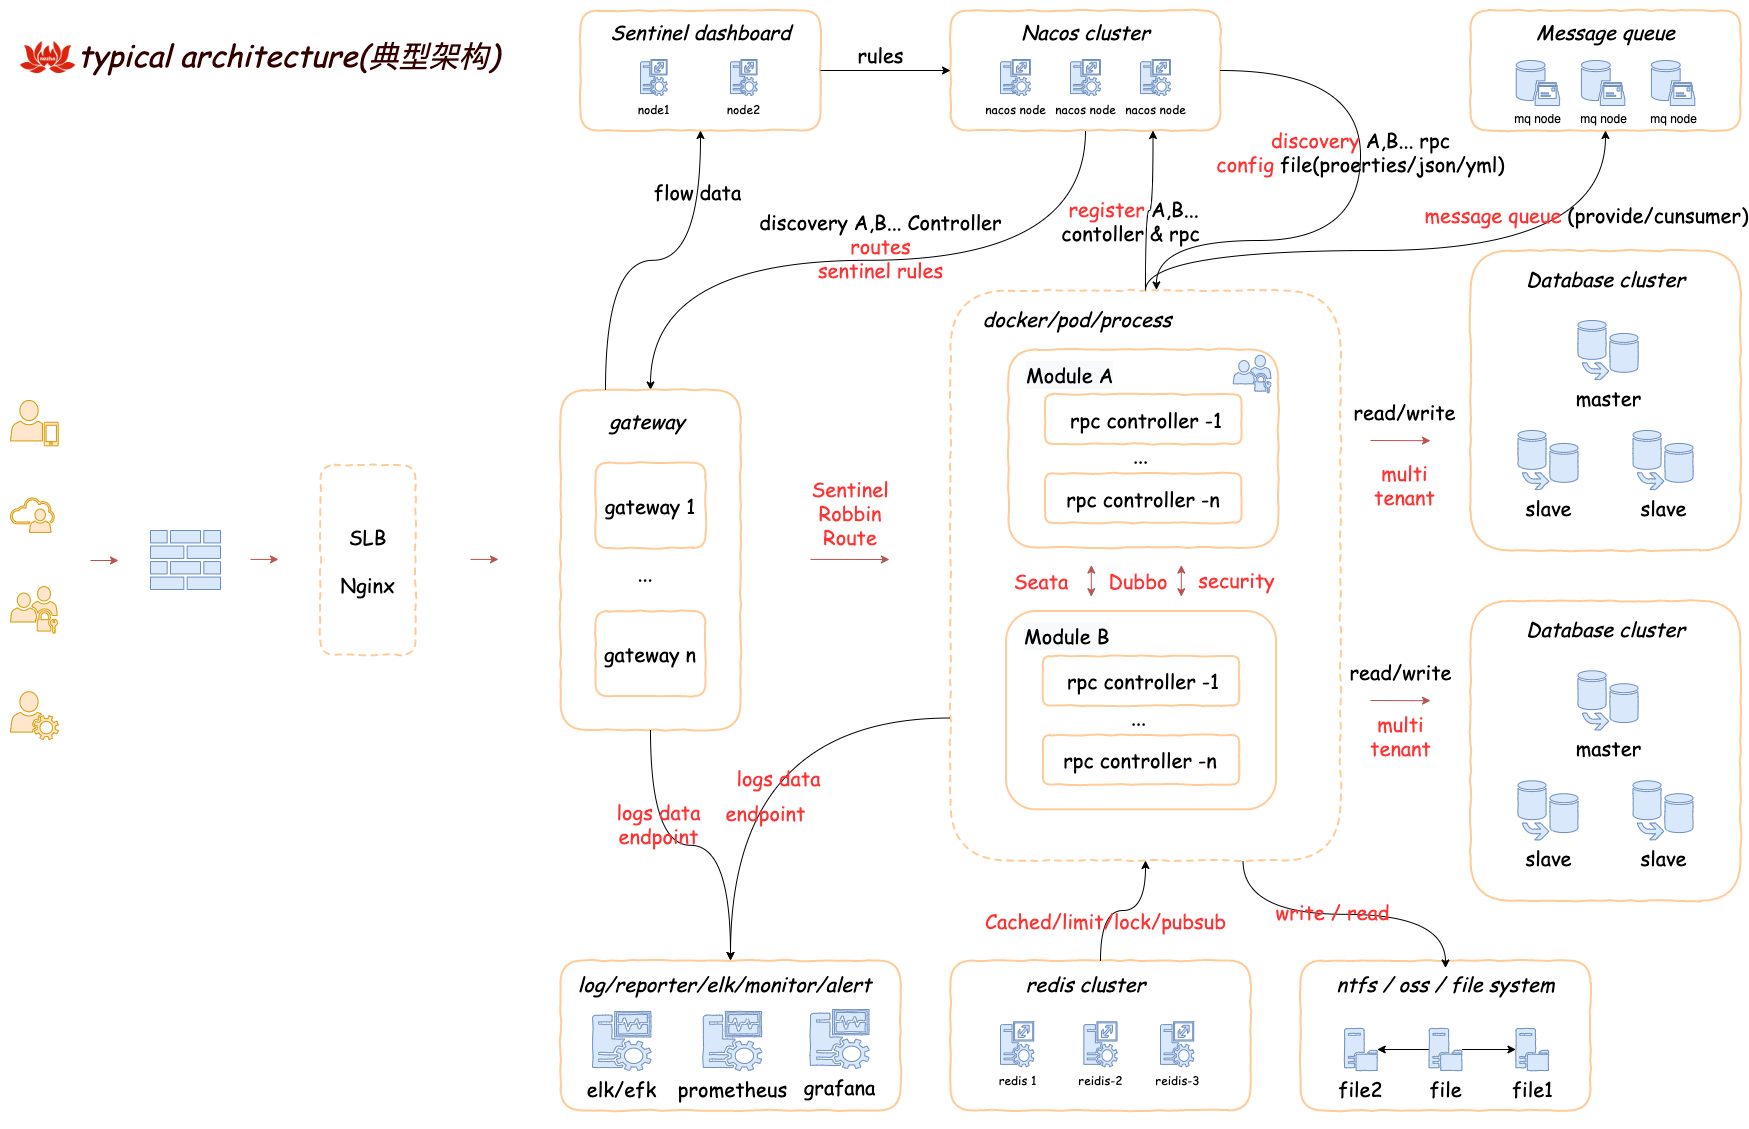 typical architecture(典型架构)
Sentinel dashboard
node1
node2
rules
Nacos cluster
nacos node
nacos node
nacos node
Message queue
mq node
mq node
mq node
flow data
discovery A,B... Controller
routes
sentinel rules
register A,B...
contoller & rpc
discovery A,B... rpc
config file(proerties/json/yml)
message queue (provide/cunsumer)
SLB
Nginx
gateway
gateway 1
...
gateway n
Sentinel
Robbin
Route
docker/pod/process
Module A
rpc controller -1
...
rpc controller -n
Seata
Dubbo
security
Module B
rpc controller -1
...
rpc controller -n
read/write
multi
tenant
read/write
multi
tenant
Database cluster
master
slave
slave
Database cluster
master
slave
slave
logs data
endpoint
logs data
endpoint
Cached/limit/lock/pubsub
write / read
log/reporter/elk/monitor/alert
elk/efk
prometheus
grafana
redis cluster
redis 1
reidis-2
reidis-3
ntfs / oss / file system
file2
file
file1